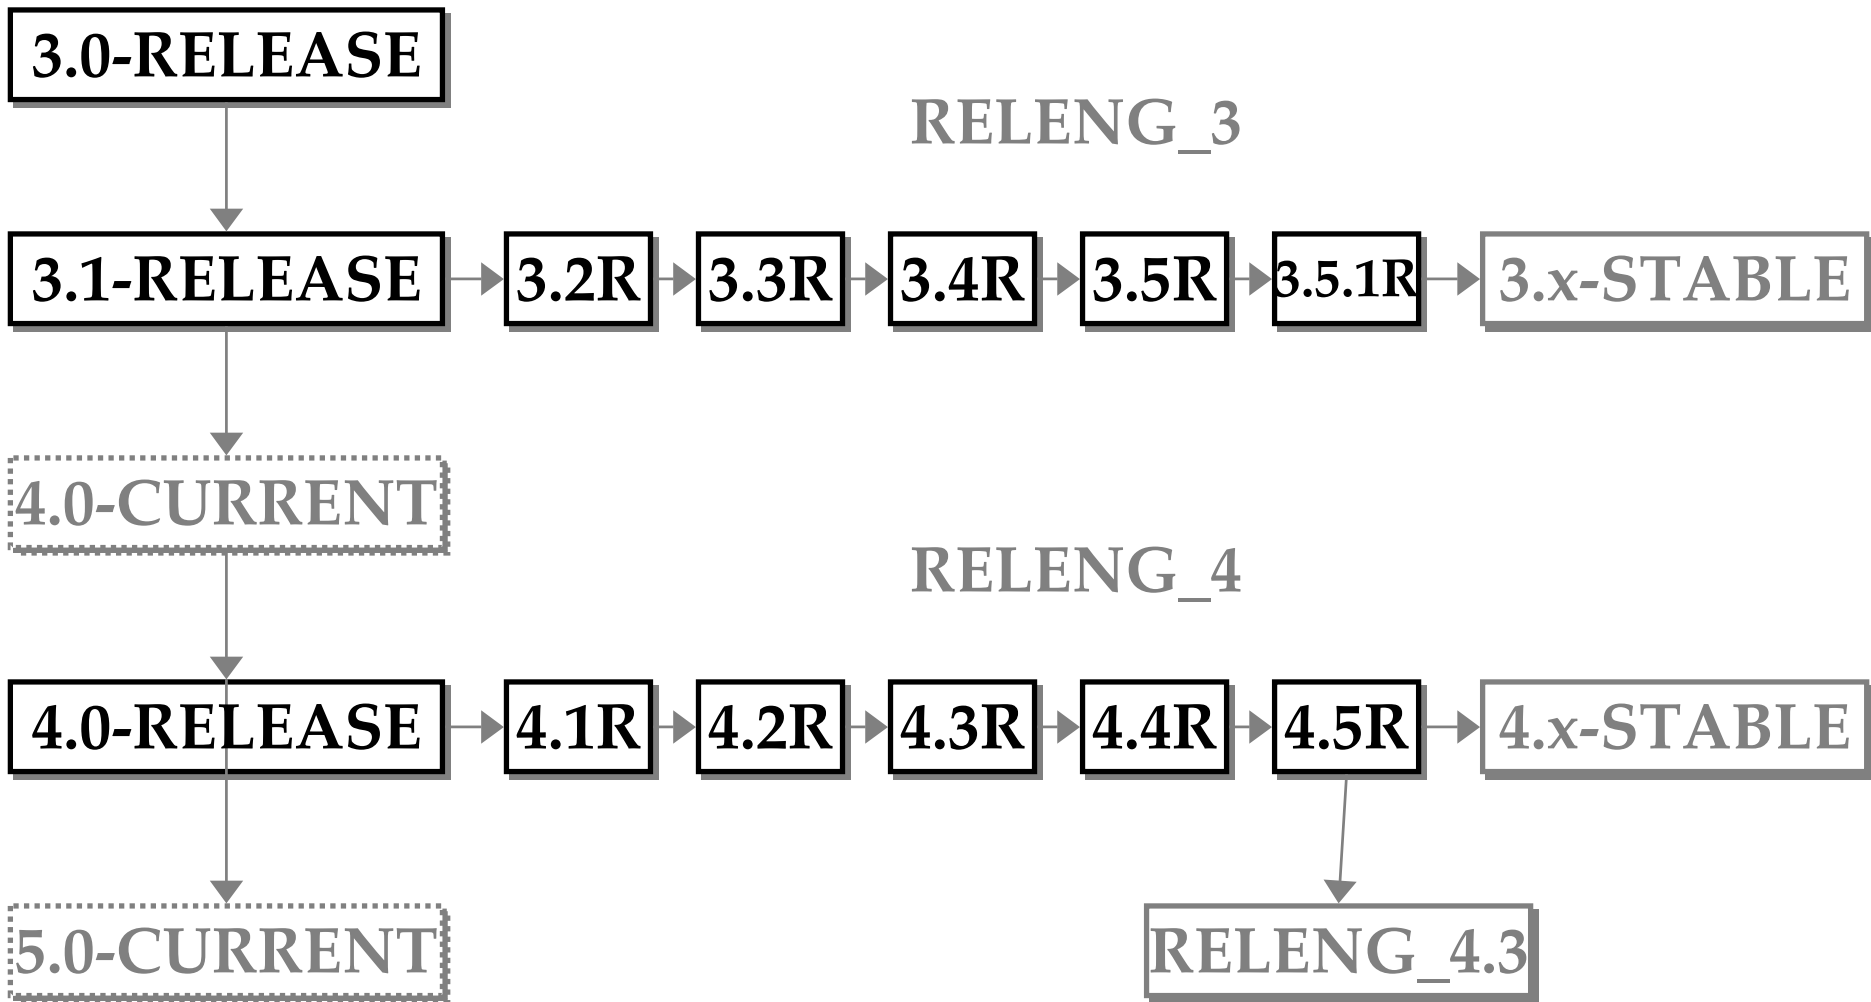 3.0-RELEASE
RELENG_3
3.1-RELEASE 3.2R 3.3R 3.4R 3.5R 3.5.1R 3.x-STABLE
4.0-CURRENT
RELENG_4
4.0-RELEASE 4.1R 4.2R 4.3R 4.4R 4.5R 4.x-STABLE
5.0-CURRENT RELENG_4.3